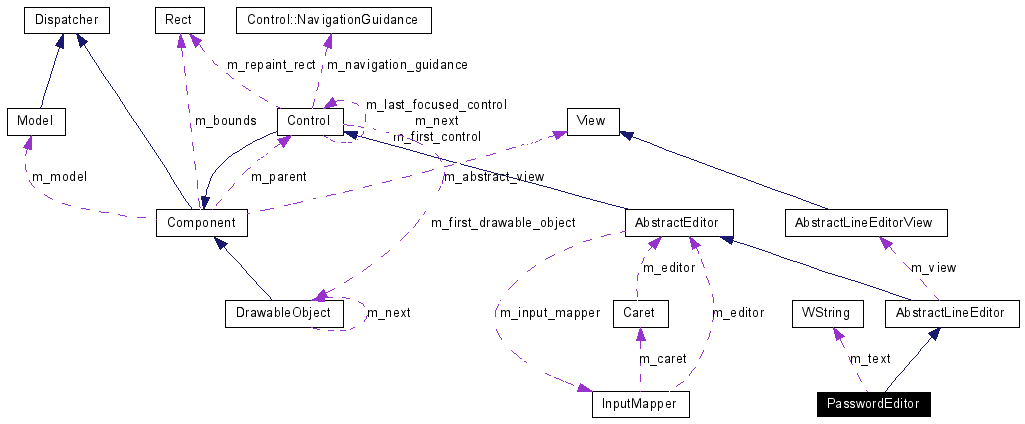 Dispatcher
Rect
Control::NavigationGuidance
m_repaint_rect
m_navigation_guidance
Model
m_bounds
Control
m_last_focused_control
m_next
m_first_control
View
m_model
m_parent
m_abstract_view
Component
m_first_drawable_object
AbstractEditor
AbstractLineEditorView
m_editor
m_view
DrawableObject
m_next
m_input_mapper
Caret
m_editor
WString
AbstractLineEditor
m_caret
m_text
InputMapper
PasswordEditor